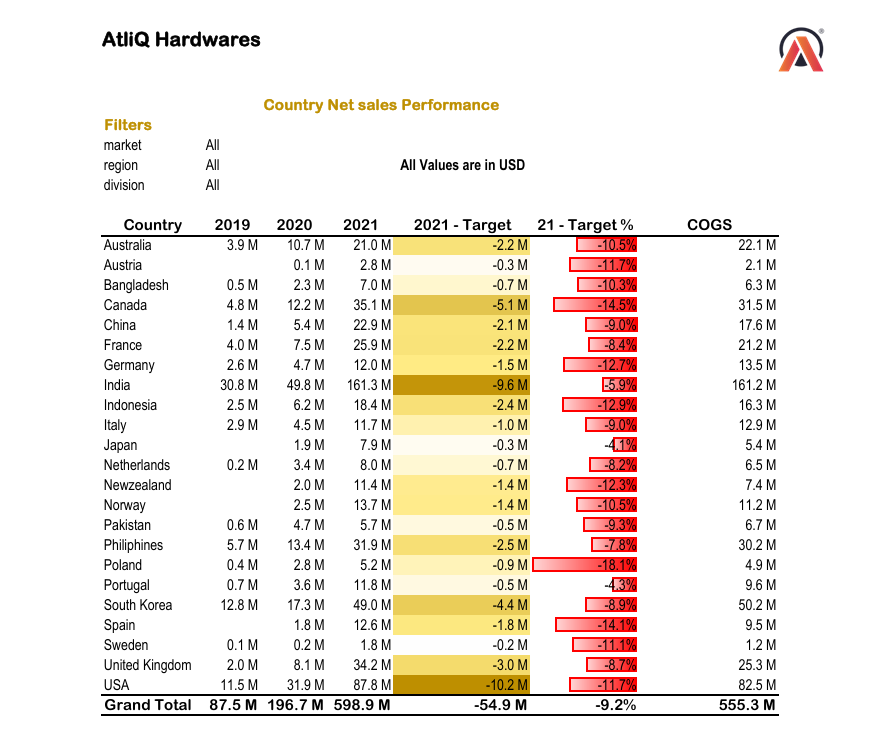 AtliQ Hardwares
®
Country Net sales Performance
Filters
market All
region All All Values are in USD
division All
Country 2019 2020 2021 2021 - Target 21 - Target % COGS
Australia 3.9 M 10.7 M 21.0 M -2.2 M -10.5% 22.1 M
Austria 0.1 M 2.8 M -0.3 M -11.7% 2.1 M
Bangladesh 0.5 M 2.3 M 7.0 M -0.7 M -10.3% 6.3 M
Canada 4.8 M 12.2 M 35.1 M -5.1 M -14.5% 31.5 M
China 1.4 M 5.4 M 22.9 M -2.1 M -9.0% 17.6 M
France 4.0 M 7.5 M 25.9 M -2.2 M -8.4% 21.2 M
Germany 2.6 M 4.7 M 12.0 M -1.5 M -12.7% 13.5 M
India 30.8 M 49.8 M 161.3 M -9.6 M -5.9% 161.2 M
Indonesia 2.5 M 6.2 M 18.4 M -2.4 M -12.9% 16.3 M
Italy 2.9 M 4.5 M 11.7 M -1.0 M -9.0% 12.9 M
Japan 1.9 M 7.9 M -0.3 M -4.1% 5.4 M
Netherlands 0.2 M 3.4 M 8.0 M -0.7 M -8.2% 6.5 M
Newzealand 2.0 M 11.4 M -1.4 M -12.3% 7.4 M
Norway 2.5 M 13.7 M -1.4 M -10.5% 11.2 M
Pakistan 0.6 M 4.7 M 5.7 M -0.5 M -9.3% 6.7 M
Philiphines 5.7 M 13.4 M 31.9 M -2.5 M -7.8% 30.2 M
Poland 0.4 M 2.8 M 5.2 M -0.9 M -18.1% 4.9 M
Portugal 0.7 M 3.6 M 11.8 M -0.5 M -4.3% 9.6 M
South Korea 12.8 M 17.3 M 49.0 M -4.4 M -8.9% 50.2 M
Spain 1.8 M 12.6 M -1.8 M -14.1% 9.5 M
Sweden 0.1 M 0.2 M 1.8 M -0.2 M -11.1% 1.2 M
United Kingdom 2.0 M 8.1 M 34.2 M -3.0 M -8.7% 25.3 M
USA 11.5 M 31.9 M 87.8 M -10.2 M -11.7% 82.5 M
Grand Total 87.5 M 196.7 M 598.9 M -54.9 M -9.2% 555.3 M